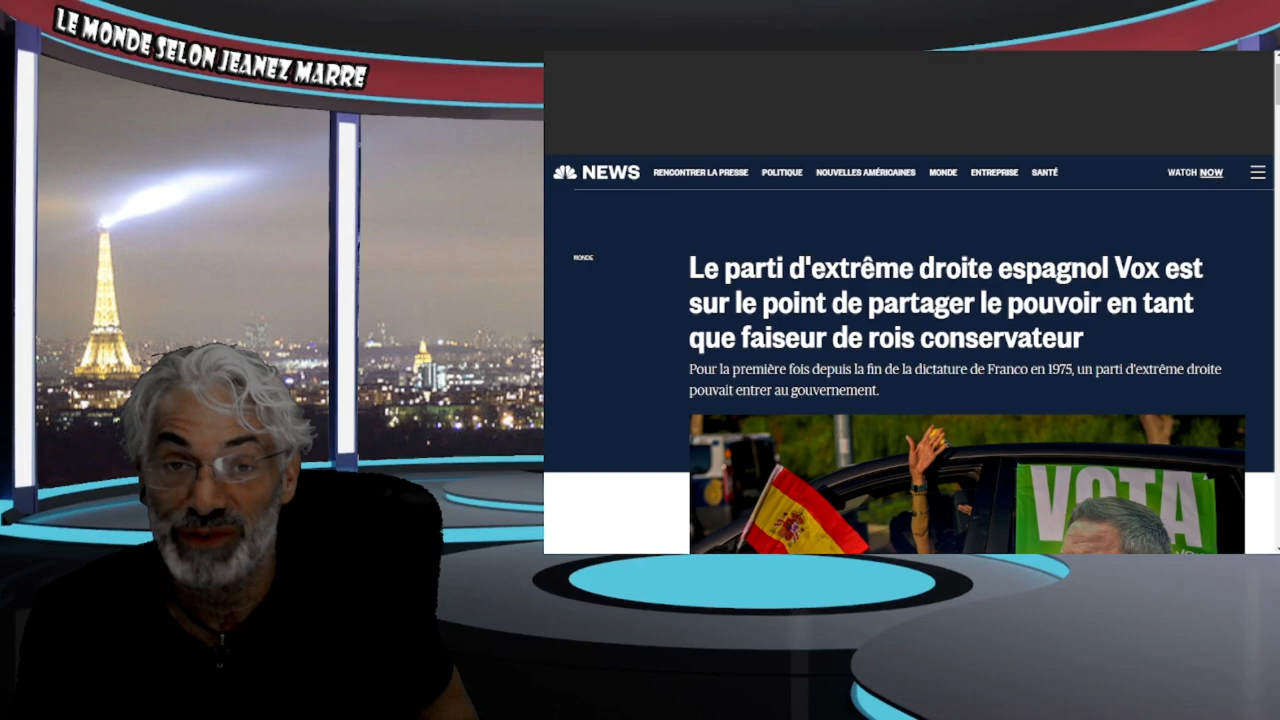 LE MONDE SELON JEANEZ MARRE
NEWS RENCONTRER LA PRESSE POLITIQUE NOUVELLES AMÉRICAINES MONDE ENTREPRISE SANTÉ WATCH NOW
MONDE
Le parti d'extrême droite espagnol Vox est
sur le point de partager le pouvoir en tant
que faiseur de rois conservateur
Pour la première fois depuis la fin de la dictature de Franco en 1975, un parti d'extrême droite
pouvait entrer au gouvernement.
VOTA